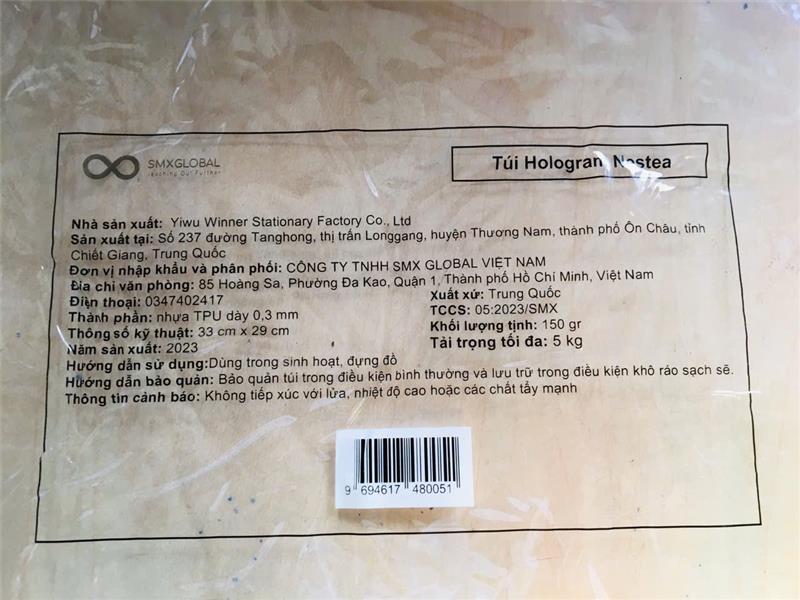 SMXGLOBAL
reaching Our Further
Túi Hologram Nestea
Nhà sản xuất: Yiwu Winner Stationary Factory Co., Ltd
Sản xuất tại: Số 237 đường Tanghong, thị trấn Longgang, huyện Thương Nam, thành phố Ôn Châu, tỉnh
Chiết Giang, Trung Quốc
Đơn vị nhập khẩu và phân phối: CÔNG TY TNHH SMX GLOBAL VIỆT NAM
Địa chỉ văn phòng: 85 Hoàng Sa, Phường Đa Kao, Quận 1, Thành phố Hồ Chí Minh, Việt Nam
Điện thoại: 0347402417
Xuất xứ: Trung Quốc
Thành phần: nhựa TPU dày 0,3 mm
TCCS: 05:2023/SMX
Thông số kỹ thuật: 33 cm x 29 cm
Khối lượng tịnh: 150 gr
Năm sản xuất: 2023
Tải trọng tối đa: 5 kg
Hướng dẫn sử dụng:Dùng trong sinh hoạt, đựng đồ
Hướng dẫn bảo quản: Bảo quản túi trong điều kiện bình thường và lưu trữ trong điều kiện khô ráo sạch sẽ.
Thông tin cảnh báo: Không tiếp xúc với lửa, nhiệt độ cao hoặc các chất tẩy mạnh
9 694617 480051